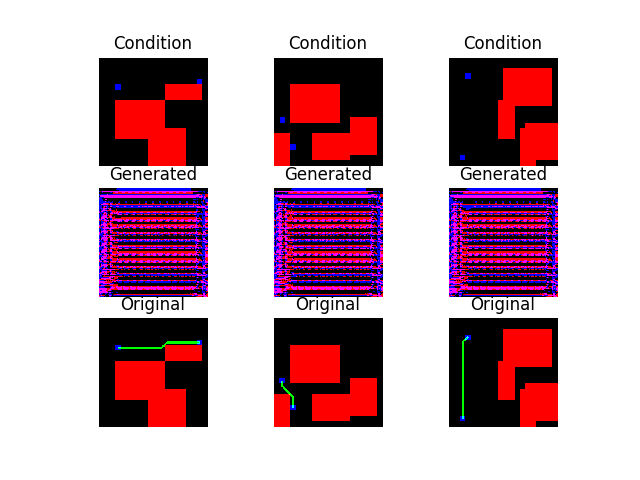 Condition Condition Condition
Generated Generated Generated
Original Original Original